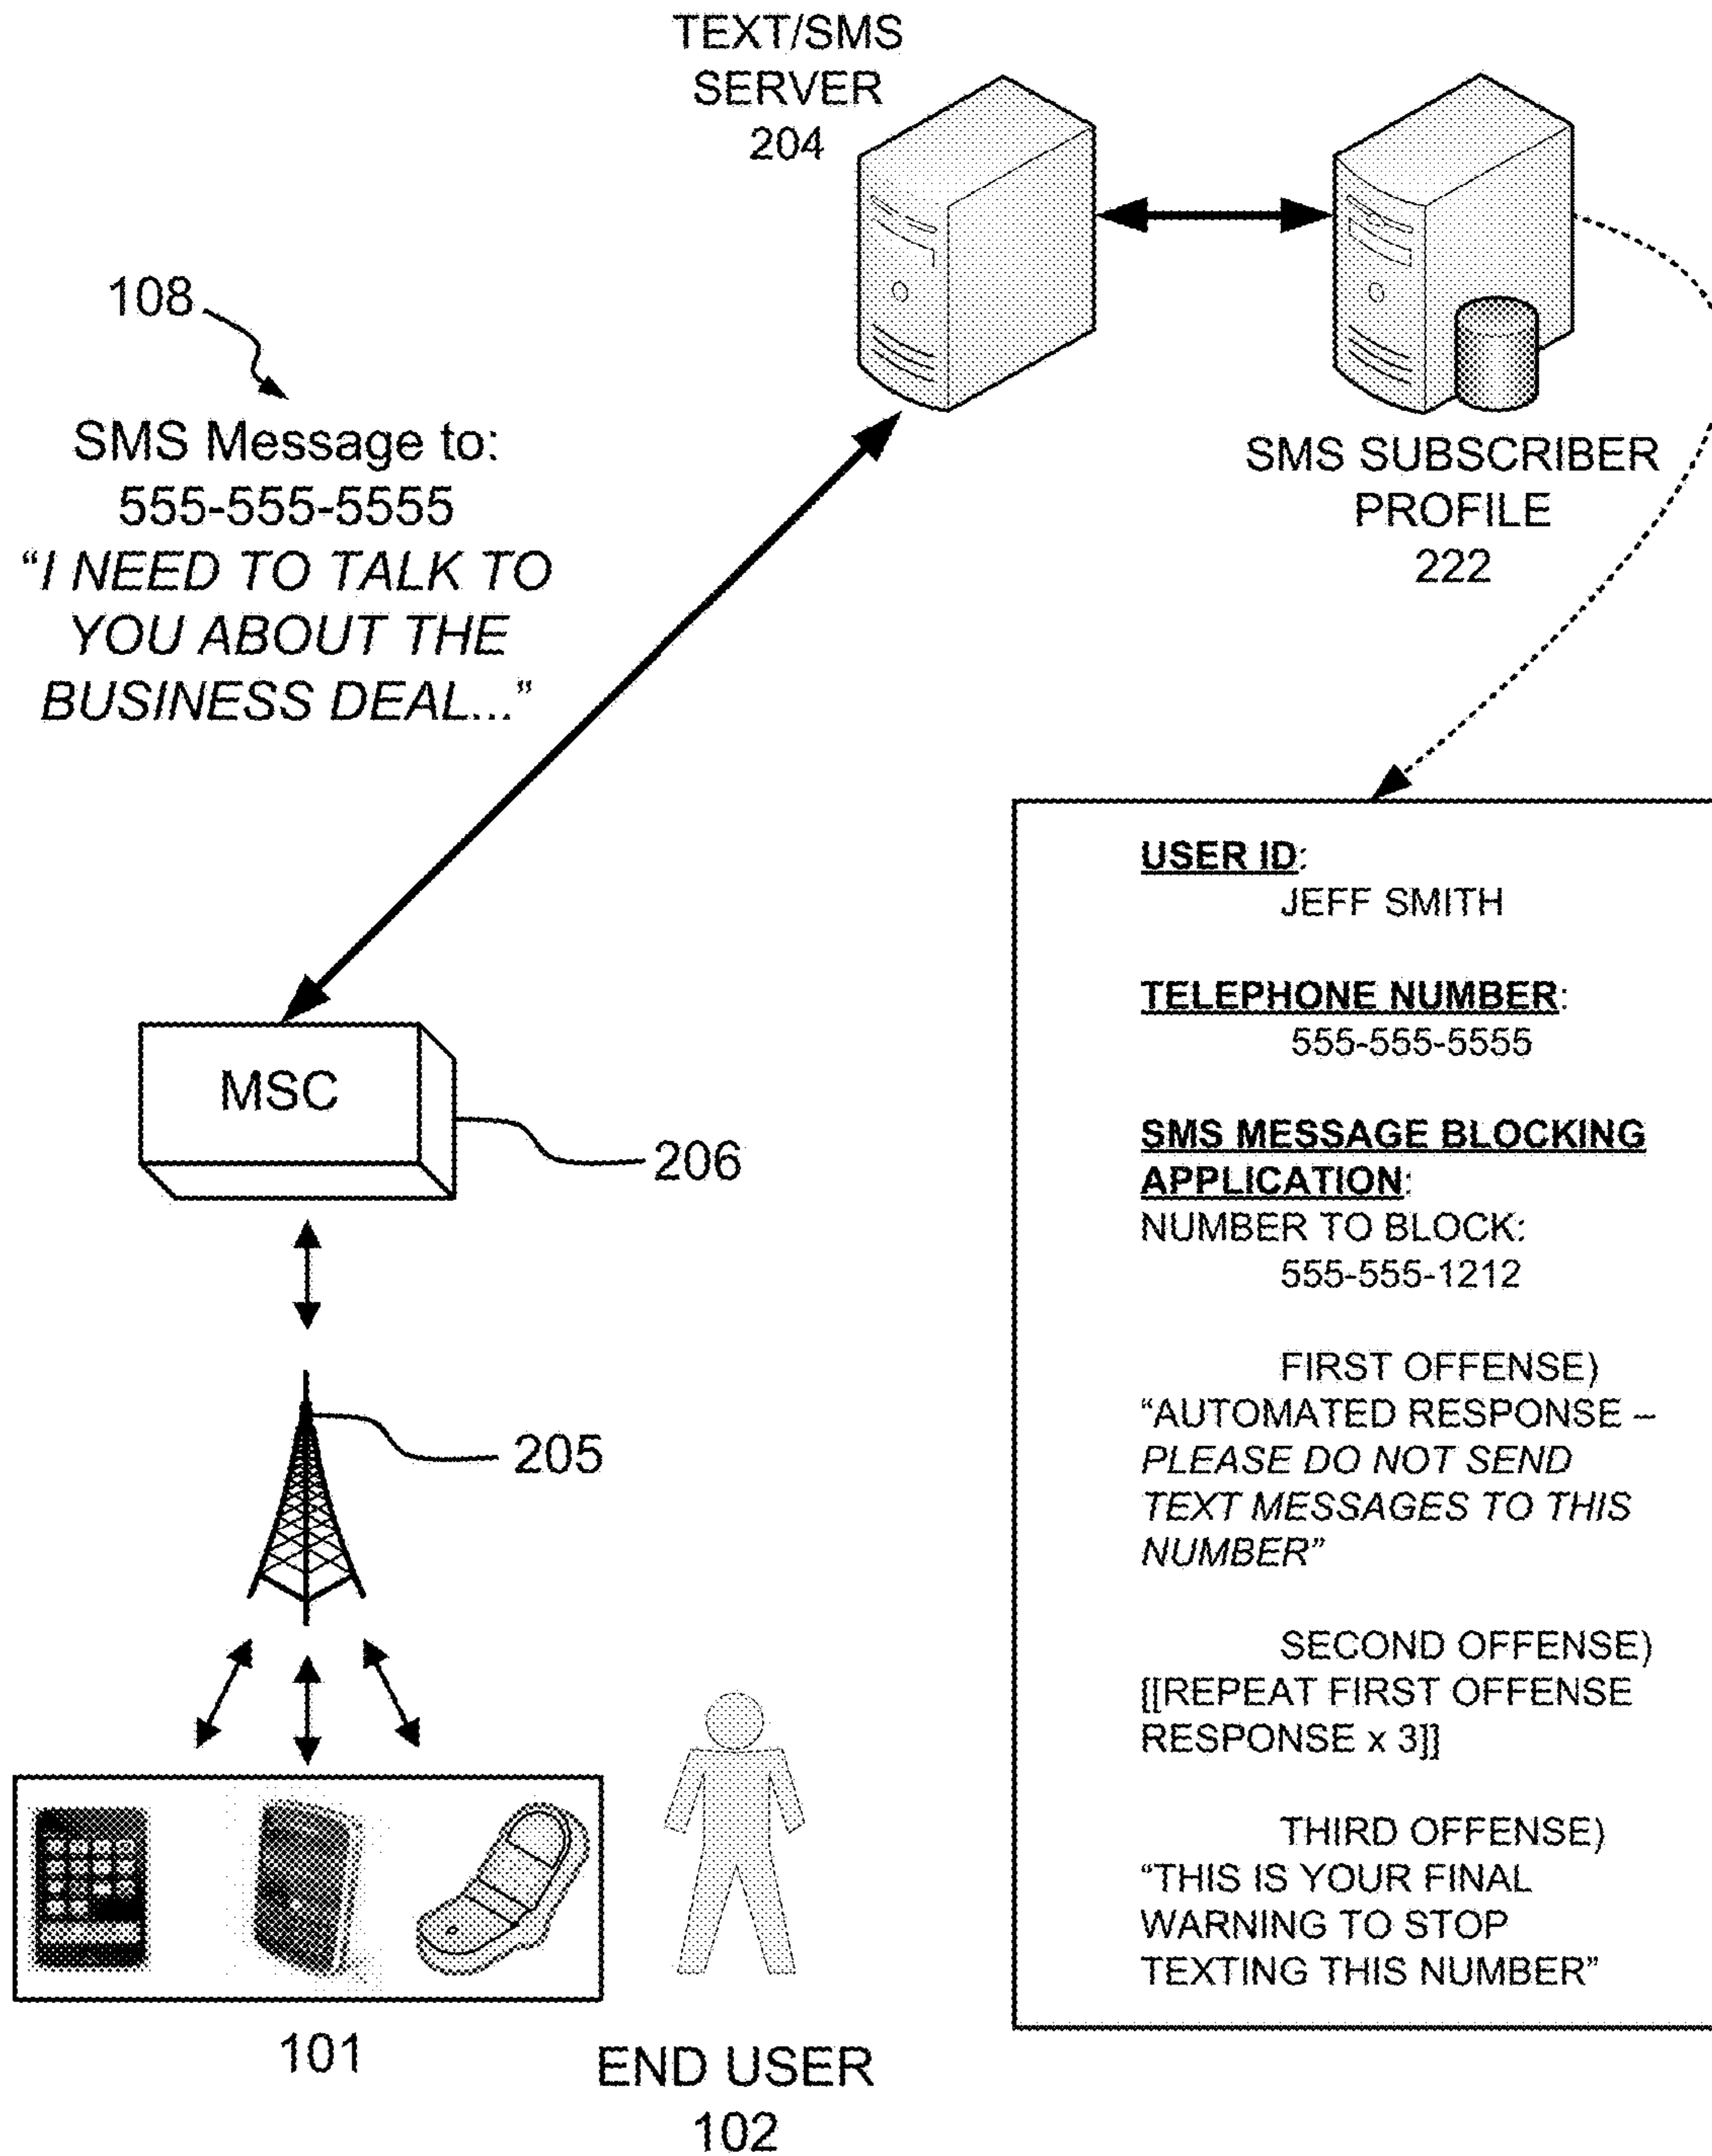 TEXT/SMS
SERVER
204
108
SMS Message to:
555-555-5555
“I NEED TO TALK TO
YOU ABOUT THE
BUSINESS DEAL...”
SMS SUBSCRIBER
PROFILE
222
MSC
206
205
101
END USER
102
USER ID:
JEFF SMITH
TELEPHONE NUMBER:
555-555-5555
SMS MESSAGE BLOCKING
APPLICATION:
NUMBER TO BLOCK:
555-555-1212
FIRST OFFENSE)
“AUTOMATED RESPONSE –
PLEASE DO NOT SEND
TEXT MESSAGES TO THIS
NUMBER”
SECOND OFFENSE)
[[REPEAT FIRST OFFENSE
RESPONSE x 3]]
THIRD OFFENSE)
“THIS IS YOUR FINAL
WARNING TO STOP
TEXTING THIS NUMBER”